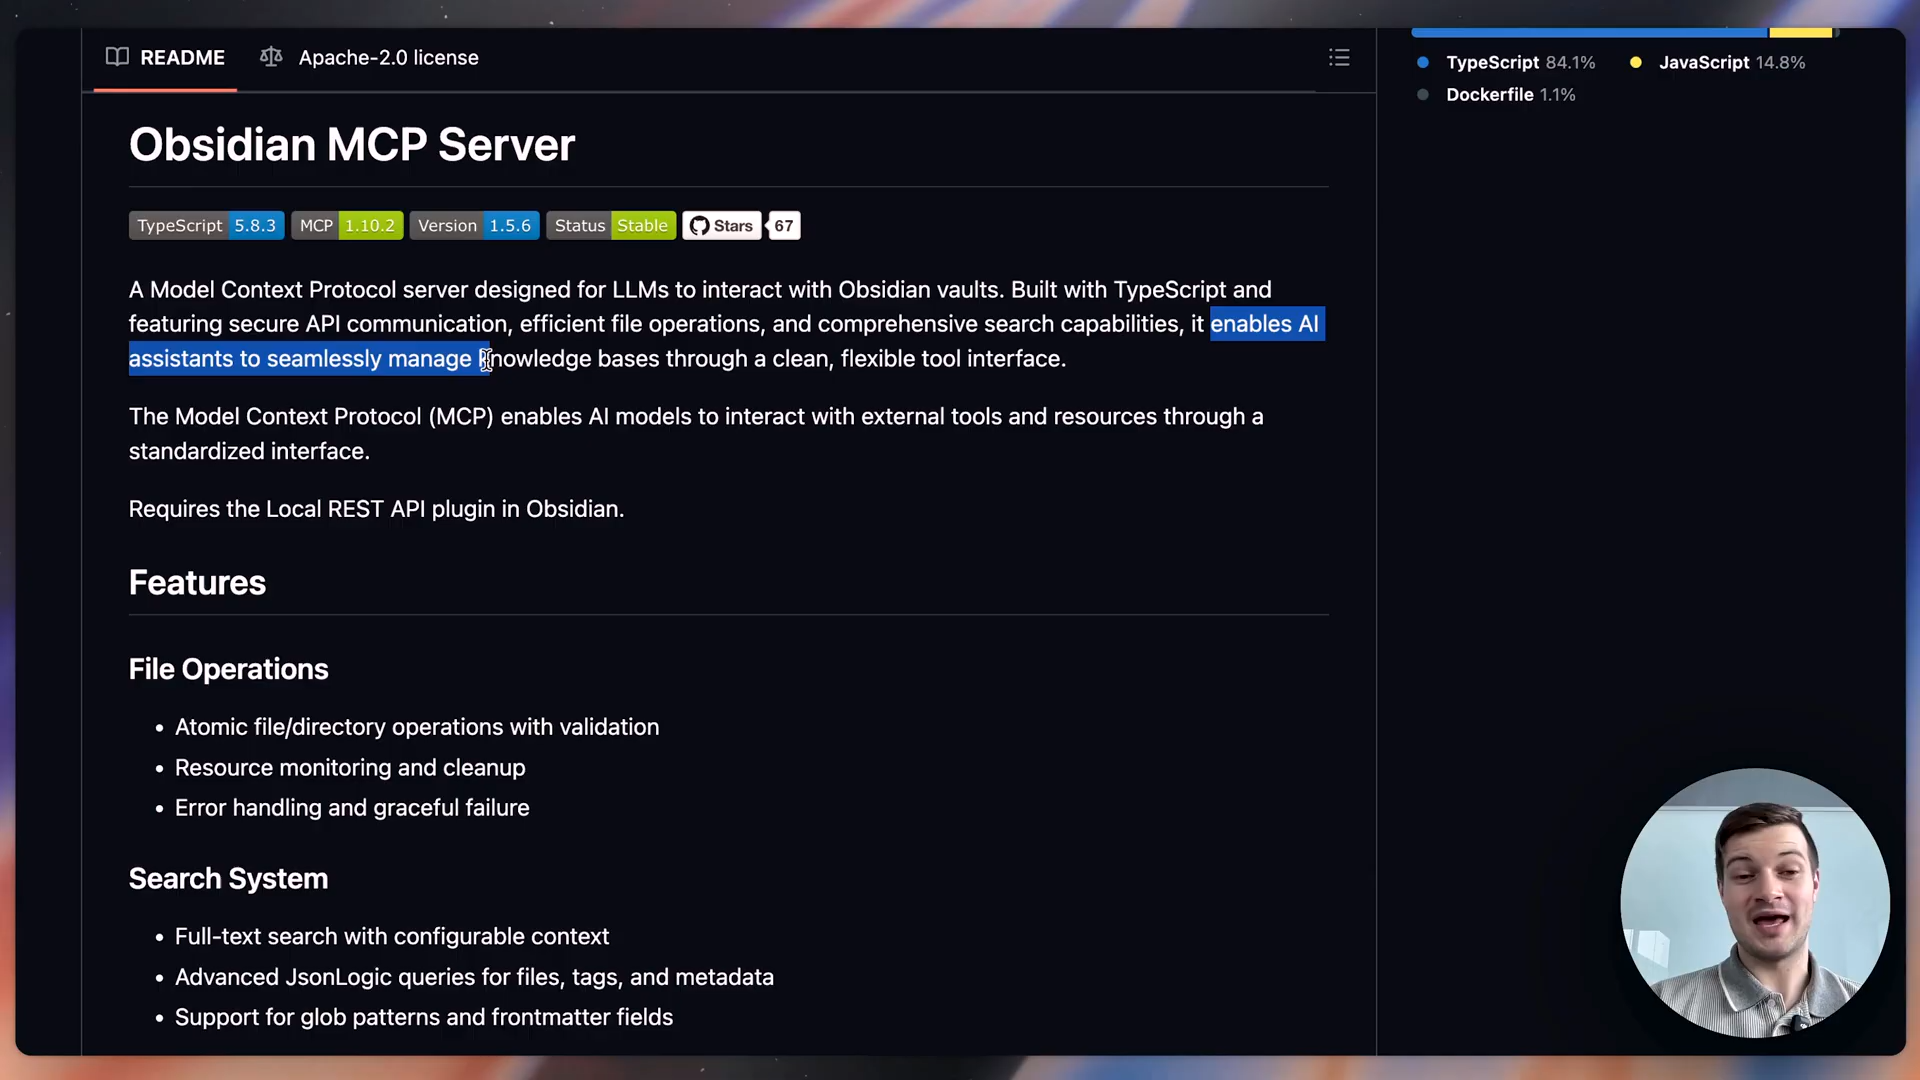 README
Apache-2.0 license
TypeScript 84.1%
JavaScript 14.8%
Dockerfile 1.1%
Obsidian MCP Server
TypeScript 5.8.3 MCP 1.10.2 Version 1.5.6 Status Stable Stars 67
A Model Context Protocol server designed for LLMs to interact with Obsidian vaults. Built with TypeScript and
featuring secure API communication, efficient file operations, and comprehensive search capabilities, it enables AI
assistants to seamlessly manage knowledge bases through a clean, flexible tool interface.
The Model Context Protocol (MCP) enables AI models to interact with external tools and resources through a
standardized interface.
Requires the Local REST API plugin in Obsidian.
Features
File Operations
• Atomic file/directory operations with validation
• Resource monitoring and cleanup
• Error handling and graceful failure
Search System
• Full-text search with configurable context
• Advanced JsonLogic queries for files, tags, and metadata
• Support for glob patterns and frontmatter fields